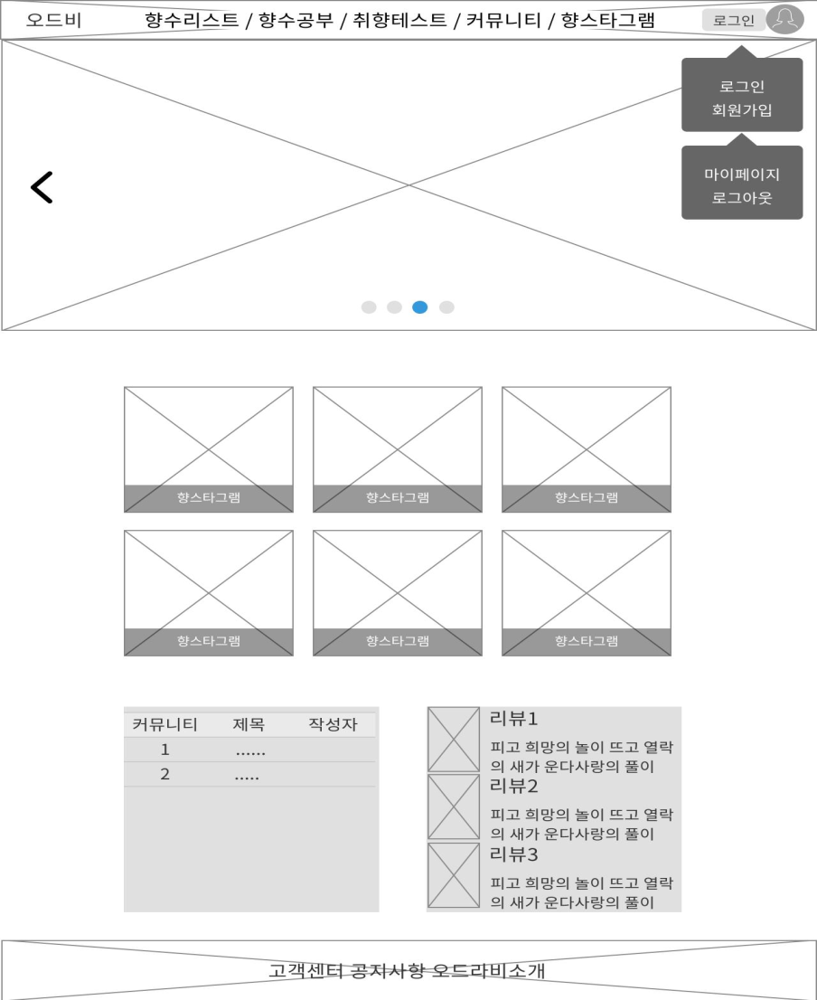 오드비 향수리스트 / 향수공부 / 취향테스트 / 커뮤니티 / 향스타그램 로그인
로그인
회원가입
마이페이지
로그아웃
향스타그램 향스타그램 향스타그램
향스타그램 향스타그램 향스타그램
커뮤니티 제목 작성자
1 ......
2 .....
리뷰1
피고 희망의 놀이 뜨고 열락
의 새가 운다사랑의 풀이
리뷰2
피고 희망의 놀이 뜨고 열락
의 새가 운다사랑의 풀이
리뷰3
피고 희망의 놀이 뜨고 열락
의 새가 운다사랑의 풀이
고객센터 공지사항 오드라비소개